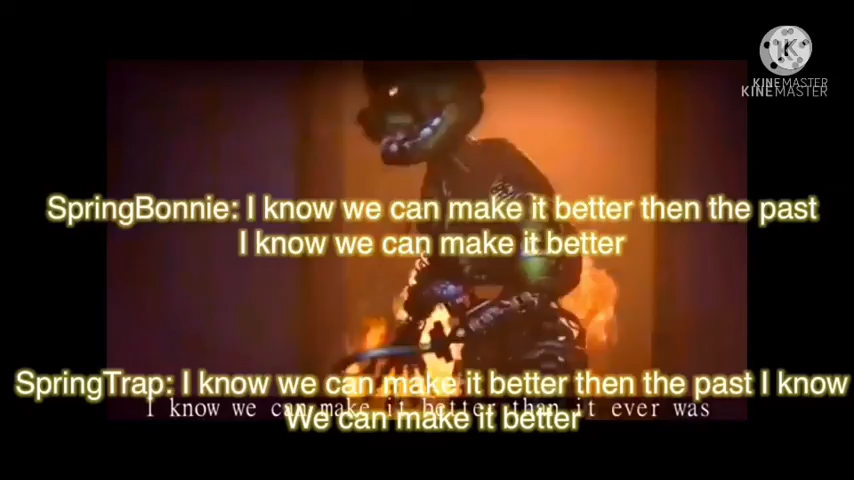 KINEMASTER
KINEMASTER
SpringBonnie: I know we can make it better then the past
I know we can make it better
SpringTrap: I know we can make it better then the past I know
I know we can make it better than it ever was
We can make it better